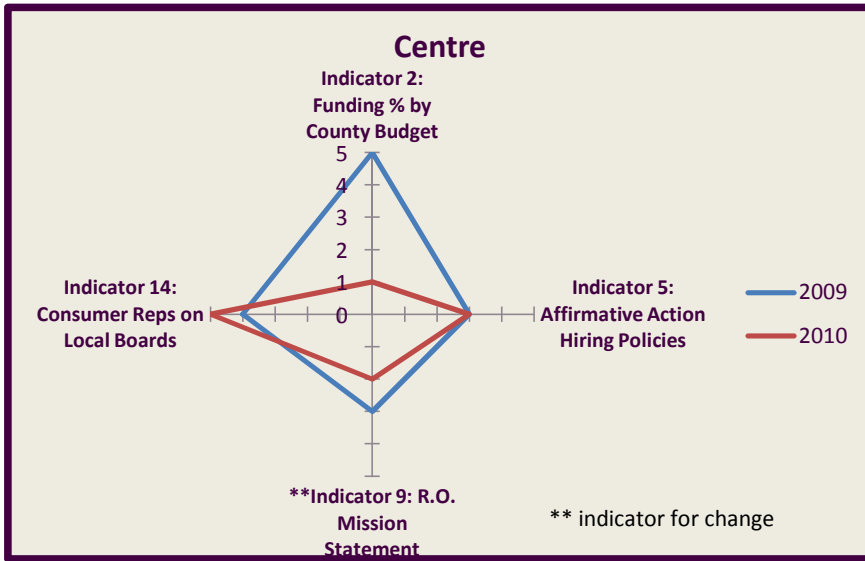 Centre
Indicator 2:
Funding % by
County Budget
5
4
3
2
1
0
Indicator 14:
Consumer Reps on
Local Boards
Indicator 5:
Affirmative Action
Hiring Policies
2009
2010
**Indicator 9: R.O.
Mission
Statement
** indicator for change